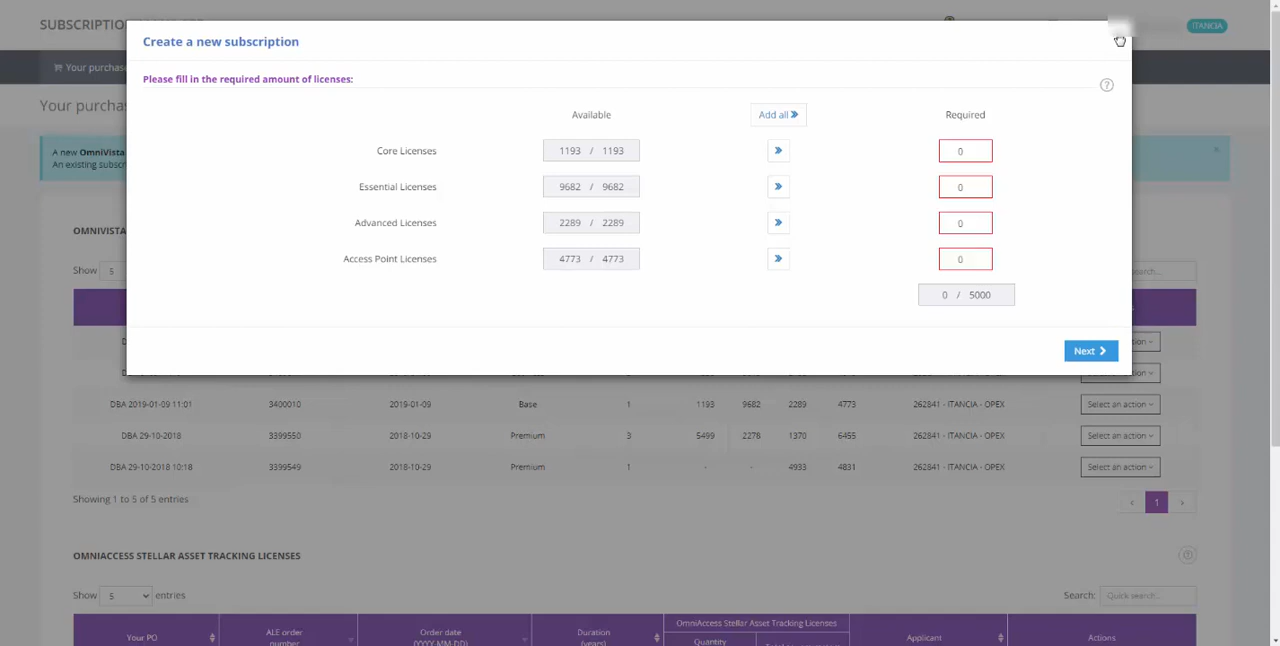 SUBSCRIPTION
ITANCIA
Your purchas
Create a new subscription
Please fill in the required amount of licenses:
Available
Add all
Required
Core Licenses
1193 / 1193
0
Essential Licenses
9682 / 9682
0
Advanced Licenses
2289 / 2289
0
Access Point Licenses
4773 / 4773
0
0 / 5000
Next
Your purcha
A new OmniVista
An existing subscri
OMNIVISTA
Show 5
DBA 2019-01-09 11:01 3400010 2019-01-09 Base 1 1193 9682 2289 4773 262841 - ITANCIA - OPEX Select an action
DBA 29-10-2018 3399550 2018-10-29 Premium 3 5499 2278 1370 6455 262841 - ITANCIA - OPEX Select an action
DBA 29-10-2018 10:18 3399549 2018-10-29 Premium 1 - - 4933 4831 262841 - ITANCIA - OPEX Select an action
Showing 1 to 5 of 5 entries
< 1 >
OMNIACCESS STELLAR ASSET TRACKING LICENSES
Show 5 entries
Search: Quick search...
Your PO
ALE order number
Order date (YYYY-MM-DD)
Duration (years)
OmniAccess Stellar Asset Tracking Licenses
Quantity
Applicant
Actions